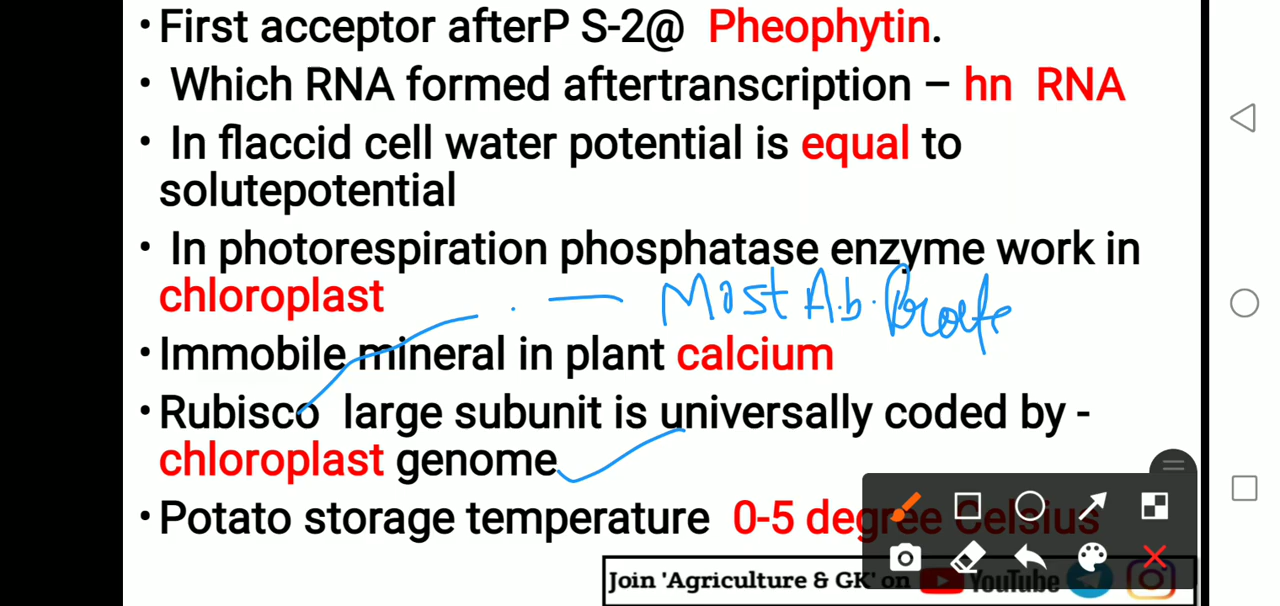 •First acceptor afterP S-2@ Pheophytin.
• Which RNA formed aftertranscription – hn RNA
• In flaccid cell water potential is equal to
solutepotential
• In photorespiration phosphatase enzyme work in
chloroplast
— Most A.b.
•Immobile mineral in plant calcium
•Rubisco large subunit is universally coded by -
chloroplast genome
•Potato storage temperature 0-5 degree Celsius
Join 'Agriculture & GK' on YouTube